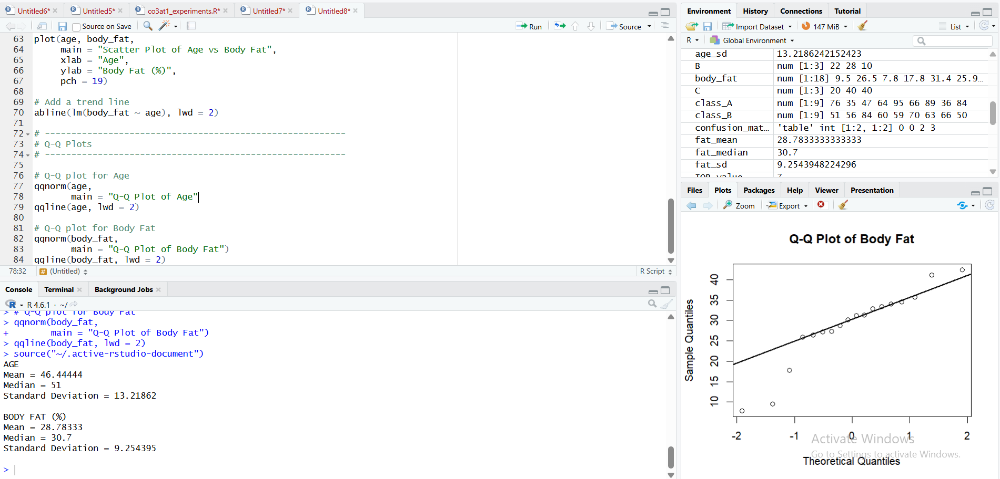 Untitled6*
Untitled5*
co3at1_experiments.R*
Untitled7*
Untitled8*
Source on Save
Run
Source
63 plot(age, body_fat,
64 main = "Scatter Plot of Age vs Body Fat",
65 xlab = "Age",
66 ylab = "Body Fat (%)",
67 pch = 19)
68
69 # Add a trend line
70 abline(lm(body_fat ~ age), lwd = 2)
71
72 # ---------------------------------------------------------
73 # Q-Q Plots
74 # ---------------------------------------------------------
75
76 # Q-Q plot for Age
77 qqnorm(age,
78 main = "Q-Q Plot of Age"
79 qqline(age, lwd = 2)
80
81 # Q-Q plot for Body Fat
82 qqnorm(body_fat,
83 main = "Q-Q Plot of Body Fat")
84 qqline(body_fat, lwd = 2)
78:32 # (Untitled) R Script
Console Terminal Background Jobs
R R 4.6.1 · ~/
> # Q-Q plot for Body Fat
> qqnorm(body_fat,
+ main = "Q-Q Plot of Body Fat")
> qqline(body_fat, lwd = 2)
> source("~/.active-rstudio-document")
AGE
Mean = 46.44444
Median = 51
Standard Deviation = 13.21862
BODY FAT (%)
Mean = 28.78333
Median = 30.7
Standard Deviation = 9.254395
>
Environment History Connections Tutorial
Import Dataset 147 MiB List
R Global Environment
age_sd 13.2186242152423
B num [1:3] 22 28 10
body_fat num [1:18] 9.5 26.5 7.8 17.8 31.4 25.9…
C num [1:3] 20 40 40
class_A num [1:9] 76 35 47 64 95 66 89 36 84
class_B num [1:9] 51 56 84 60 59 70 63 66 50
confusion_mat… 'table' int [1:2, 1:2] 0 0 2 3
fat_mean 28.7833333333333
fat_median 30.7
fat_sd 9.2543948224296
IQR_value 7
Files Plots Packages Help Viewer Presentation
Zoom Export
Q-Q Plot of Body Fat
Sample Quantiles
40
35
30
25
20
15
10
-2 -1 0 1 2
Theoretical Quantiles
Activate Windows
Go to Settings to activate Windows.